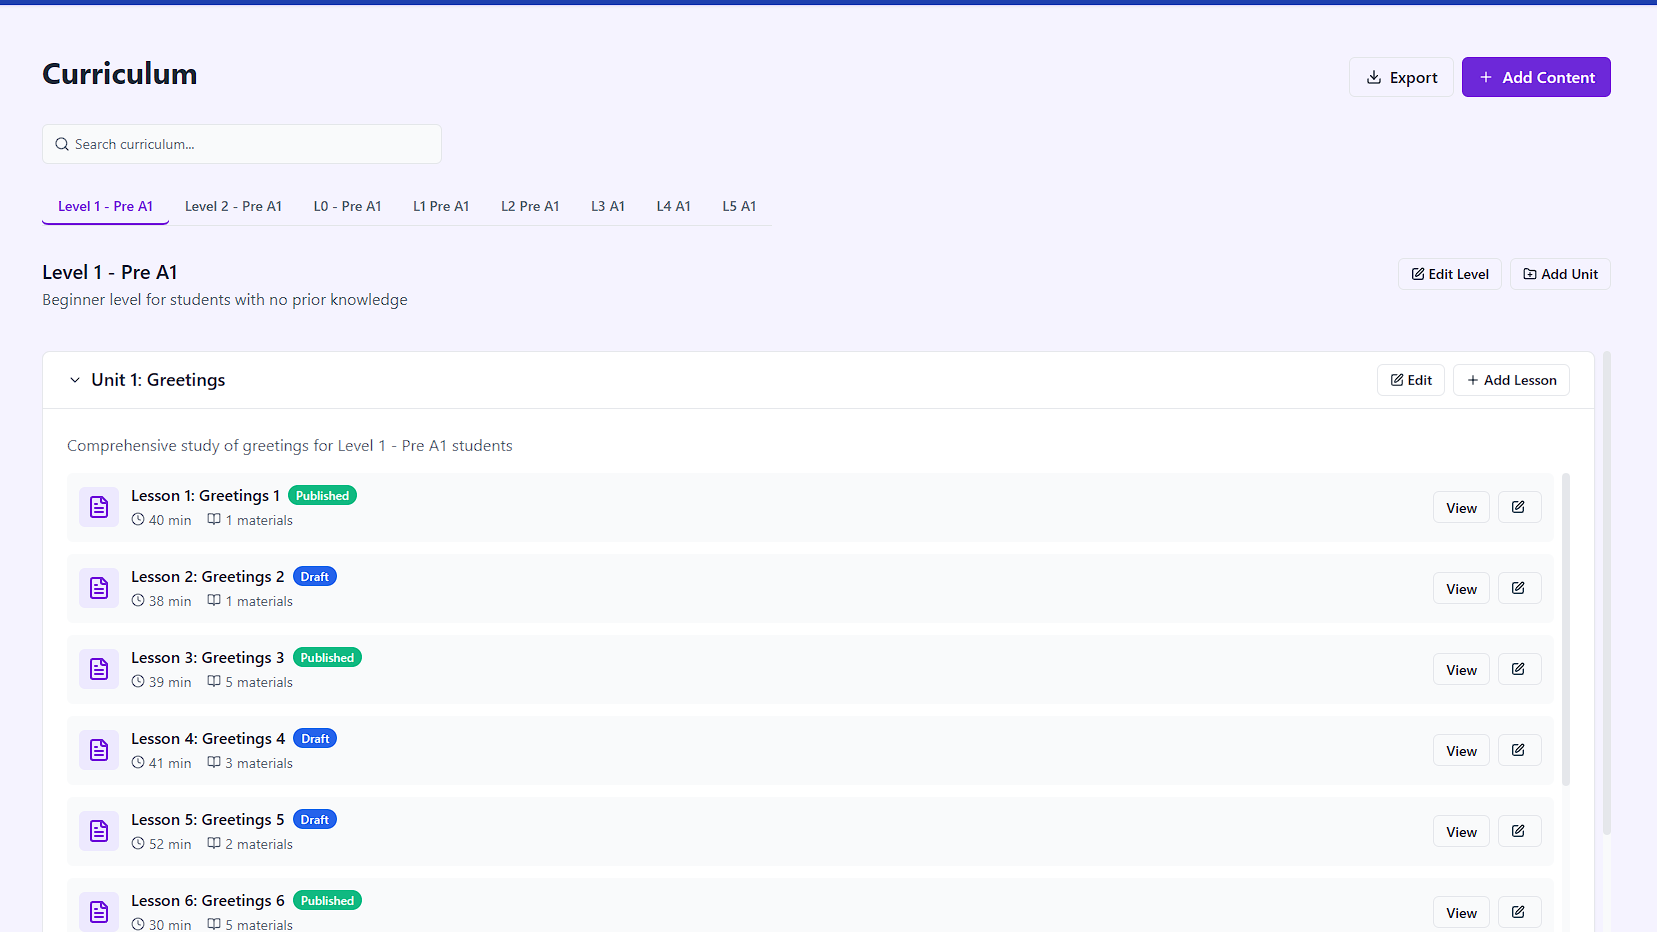 Curriculum
Export
Add Content
Search curriculum...
Level 1 - Pre A1
Level 2 - Pre A1
L0 - Pre A1
L1 Pre A1
L2 Pre A1
L3 A1
L4 A1
L5 A1
Level 1 - Pre A1
Edit Level
Add Unit
Beginner level for students with no prior knowledge
Unit 1: Greetings
Edit
Add Lesson
Comprehensive study of greetings for Level 1 - Pre A1 students
Lesson 1: Greetings 1 Published
40 min 1 materials
View
Lesson 2: Greetings 2 Draft
38 min 1 materials
View
Lesson 3: Greetings 3 Published
39 min 5 materials
View
Lesson 4: Greetings 4 Draft
41 min 3 materials
View
Lesson 5: Greetings 5 Draft
52 min 2 materials
View
Lesson 6: Greetings 6 Published
30 min 5 materials
View